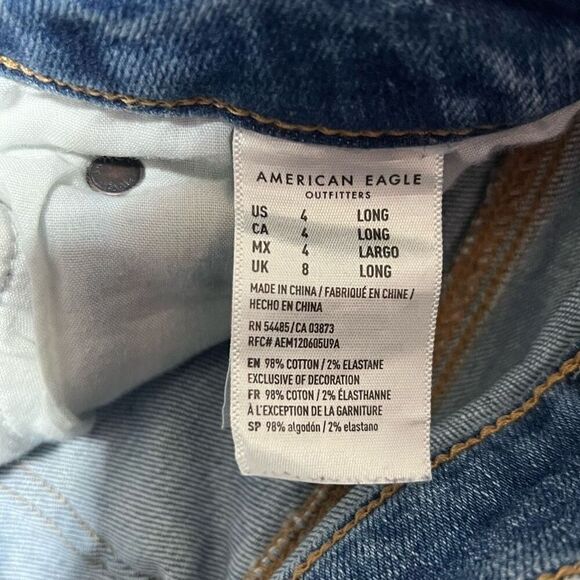 AMERICAN EAGLE
OUTFITTERS
US 4 LONG
CA 4 LONG
MX 4 LARGO
UK 8 LONG
MADE IN CHINA / FABRIQUÉ EN CHINE /
HECHO EN CHINA
RN 54485/CA 03873
RFC# AEM120605U9A
EN 98% COTTON / 2% ELASTANE
EXCLUSIVE OF DECORATION
FR 98% COTON / 2% ÉLASTHANNE
À L'EXCEPTION DE LA GARNITURE
SP 98% algodón / 2% elastano